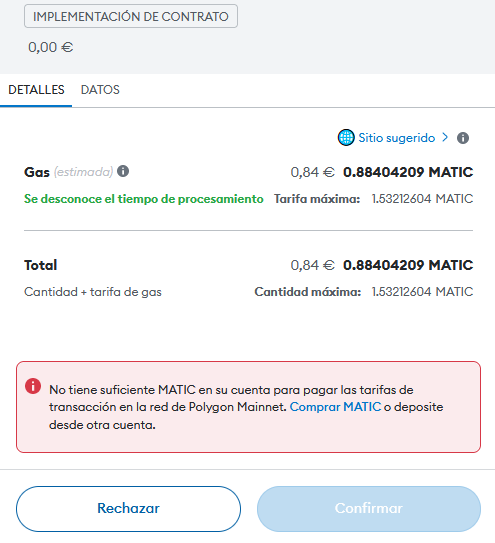 IMPLEMENTACIÓN DE CONTRATO
0,00 €
DETALLES DATOS
Sitio sugerido
Gas (estimada) 0,84 € 0.88404209 MATIC
Se desconoce el tiempo de procesamiento Tarifa máxima: 1.53212604 MATIC
Total 0,84 € 0.88404209 MATIC
Cantidad + tarifa de gas Cantidad máxima: 1.53212604 MATIC
No tiene suficiente MATIC en su cuenta para pagar las tarifas de
transacción en la red de Polygon Mainnet. Comprar MATIC o deposite
desde otra cuenta.
Rechazar Confirmar